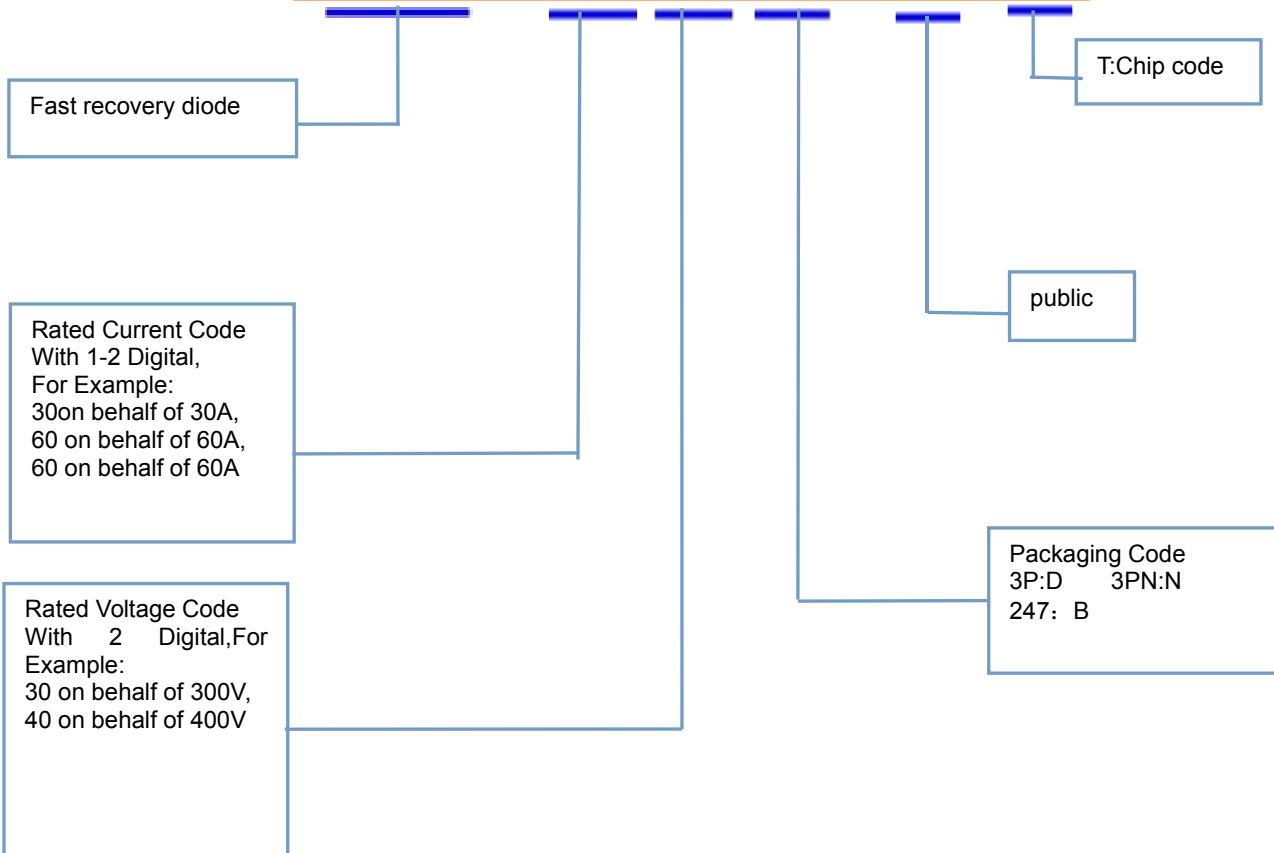 T:Chip code
Fast recovery diode
public
Rated Current Code
With 1-2 Digital,
For Example:
30on behalf of 30A,
60 on behalf of 60A,
60 on behalf of 60A
Packaging Code
3P:D 3PN:N
247：B
Rated Voltage Code
With 2 Digital,For
Example:
30 on behalf of 300V,
40 on behalf of 400V